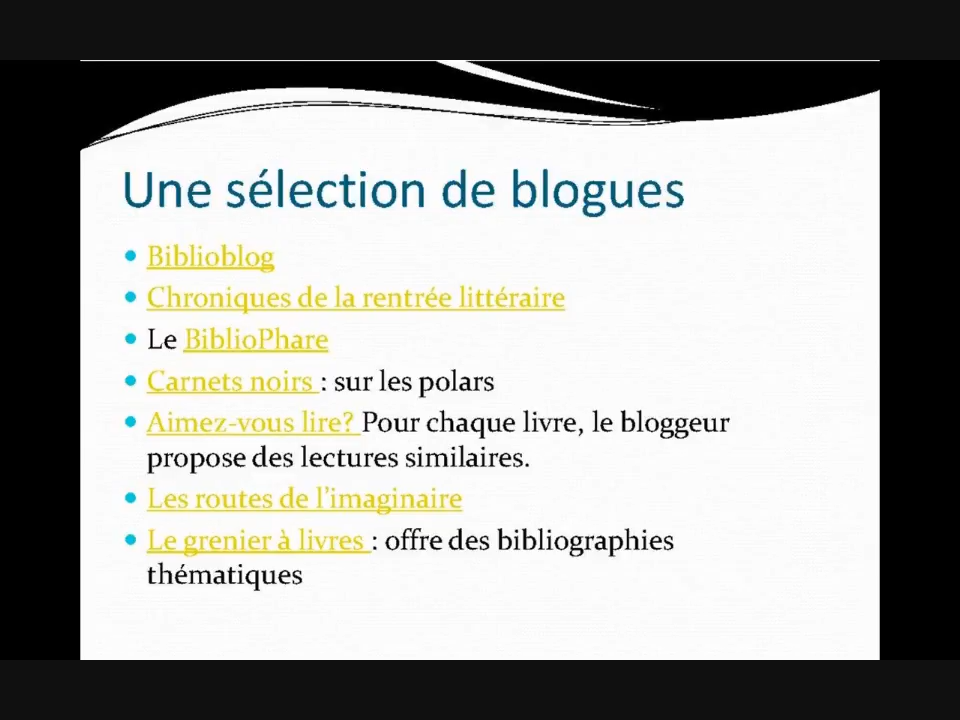 Une sélection de blogues
Biblioblog
Chroniques de la rentrée littéraire
Le BiblioPhare
Carnets noirs : sur les polars
Aimez-vous lire? Pour chaque livre, le bloggeur
propose des lectures similaires.
Les routes de l'imaginaire
Le grenier à livres : offre des bibliographies
thématiques